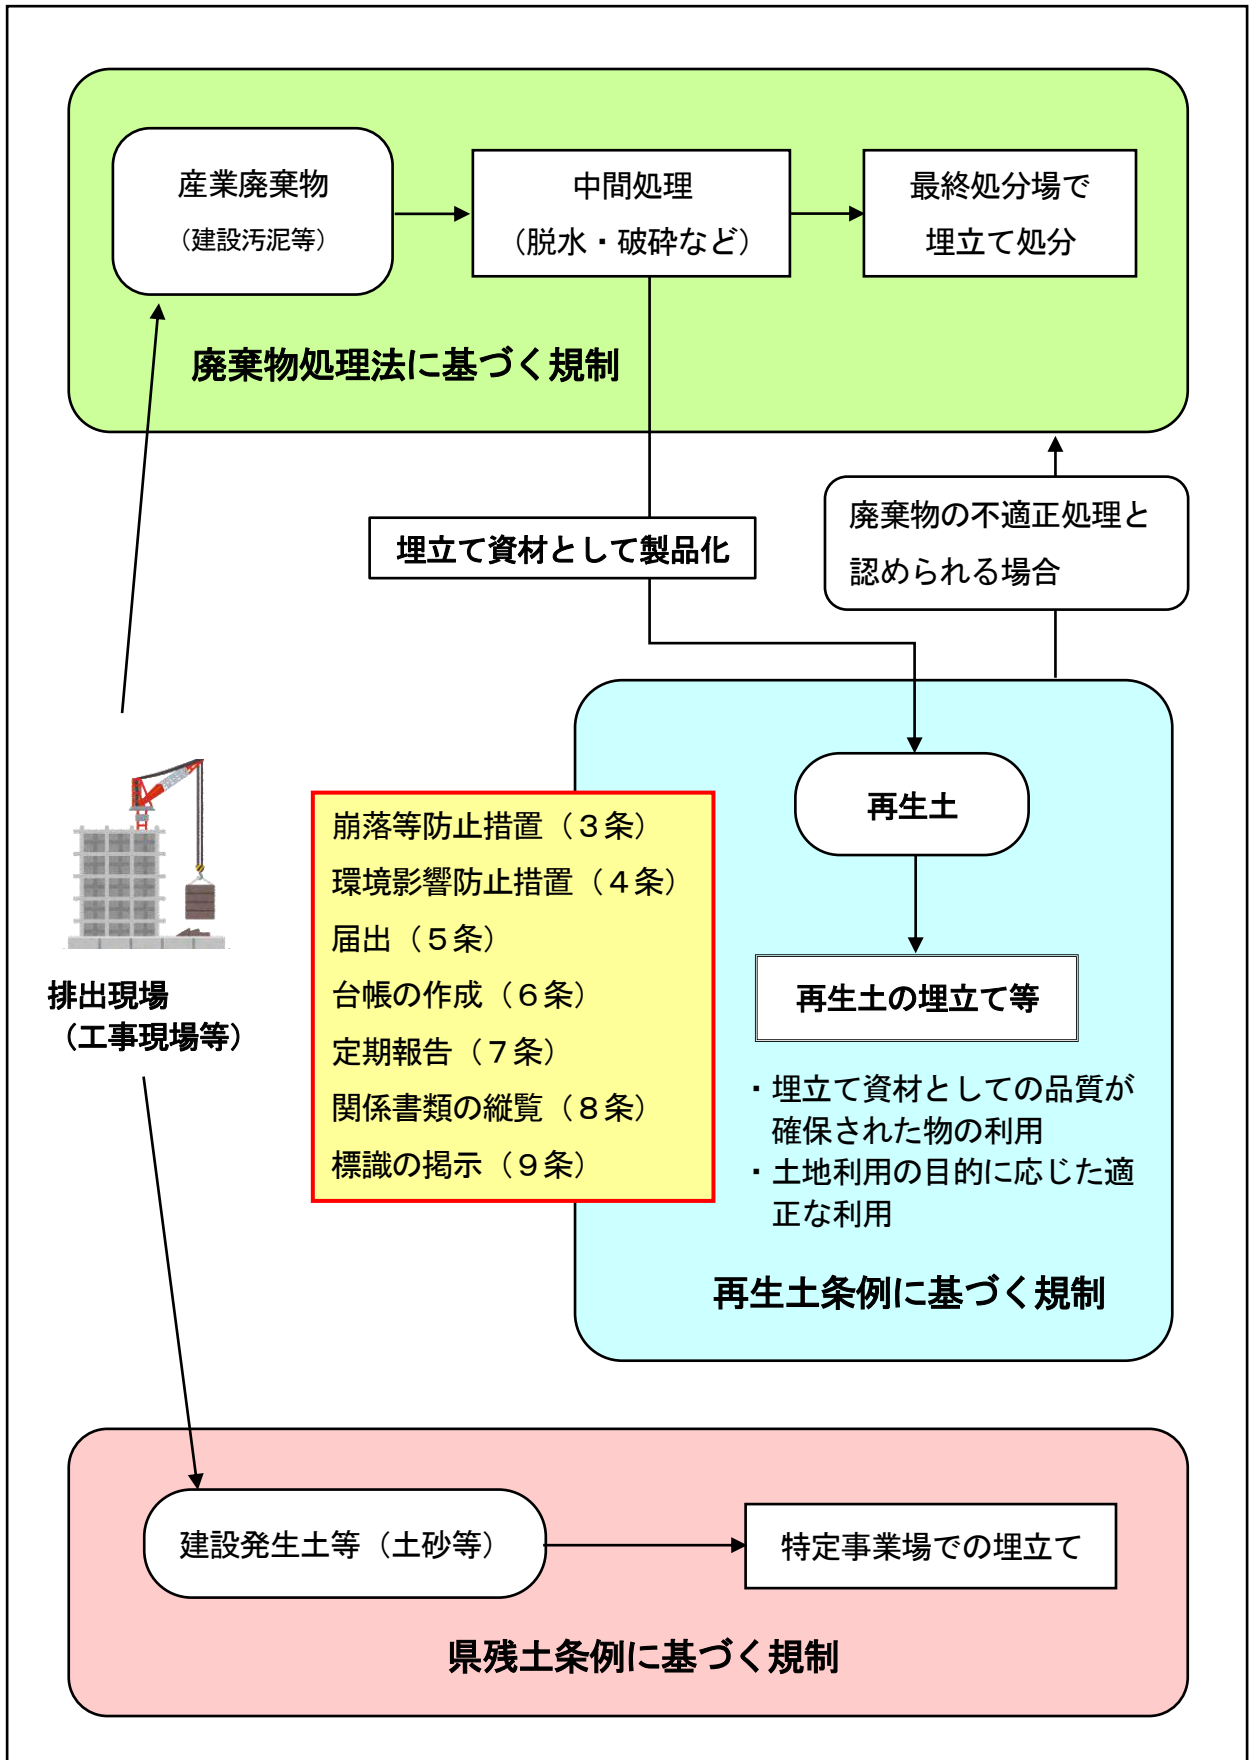 産業廃棄物
（建設汚泥等）
中間処理
（脱水・破砕など）
最終処分場で
埋立て処分
廃棄物処理法に基づく規制
埋立て資材として製品化
廃棄物の不適正処理と
認められる場合
再生土
崩落等防止措置（３条）
環境影響防止措置（４条）
届出（５条）
台帳の作成（６条）
定期報告（７条）
関係書類の縦覧（８条）
標識の掲示（９条）
排出現場
（工事現場等）
再生土の埋立て等
・埋立て資材としての品質が
確保された物の利用
・土地利用の目的に応じた適
正な利用
再生土条例に基づく規制
建設発生土等（土砂等）
特定事業場での埋立て
県残土条例に基づく規制